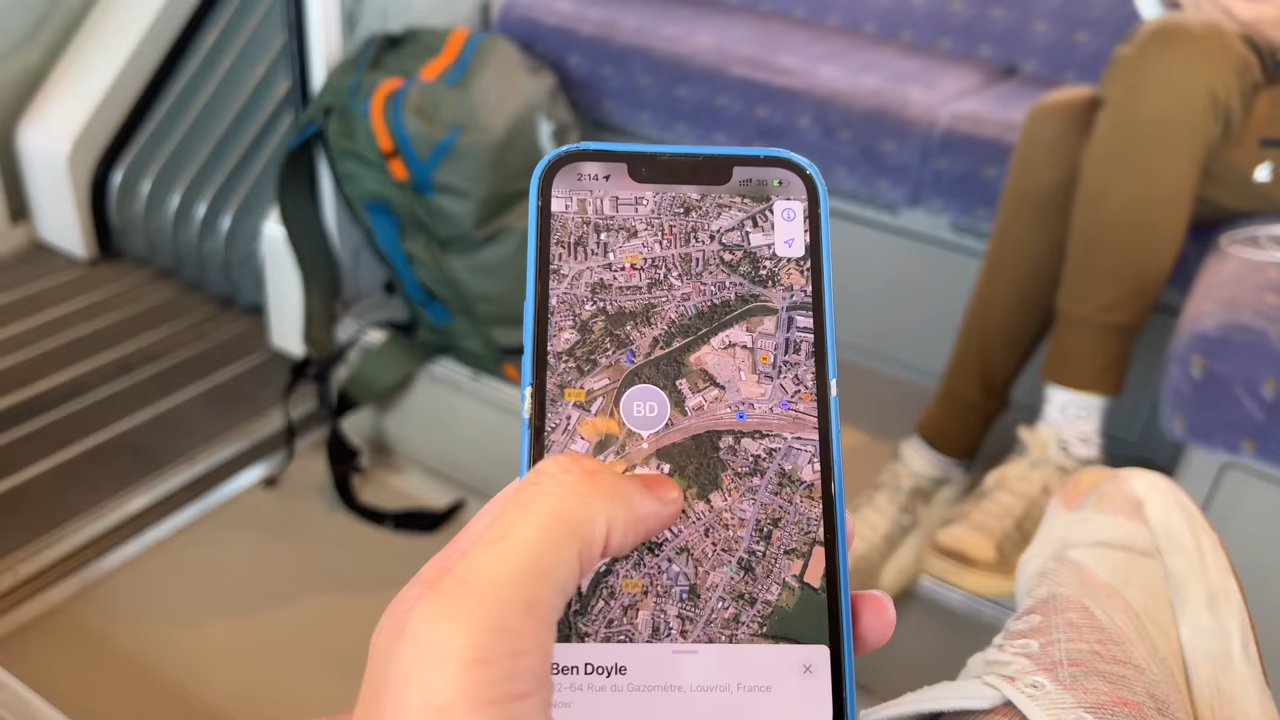 2:14
3G
BD
Ben Doyle
2–64 Rue du Gazomètre, Louvroil, France
Now